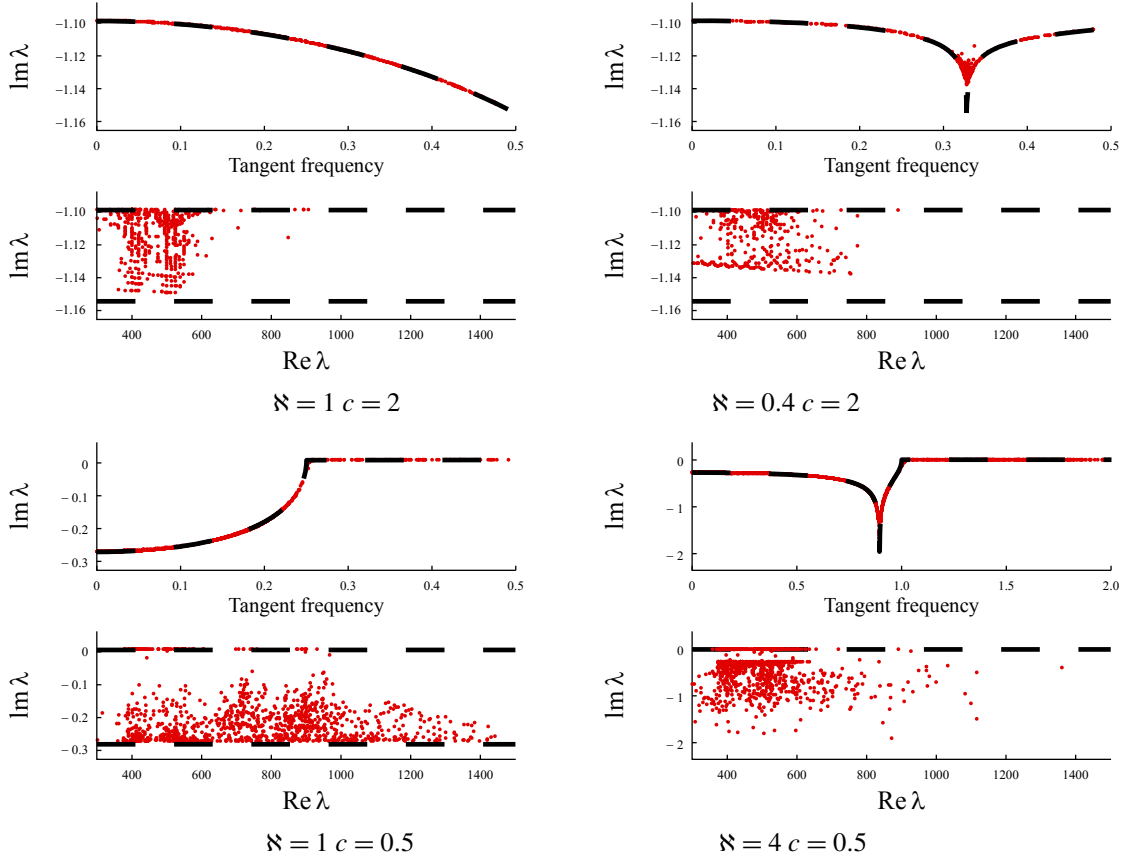 Im λ
−1.10
−1.12
−1.14
−1.16
0 0.1 0.2 0.3 0.4 0.5
Tangent frequency
Im λ
−1.10
−1.12
−1.14
−1.16
400 600 800 1000 1200 1400
Re λ
ℵ = 1 c = 2
Im λ
−1.10
−1.11
−1.12
−1.13
−1.14
−1.15
−1.16
0 0.1 0.2 0.3 0.4 0.5
Tangent frequency
Im λ
−1.10
−1.12
−1.14
−1.16
400 600 800 1000 1200 1400
Re λ
ℵ = 0.4 c = 2
Im λ
0
−0.1
−0.2
−0.3
0 0.1 0.2 0.3 0.4 0.5
Tangent frequency
Im λ
0
−0.1
−0.2
−0.3
400 600 800 1000 1200 1400
Re λ
ℵ = 1 c = 0.5
Im λ
0
−1
−2
0 0.5 1.0 1.5 2.0
Tangent frequency
Im λ
0
−1
−2
400 600 800 1000 1200 1400
Re λ
ℵ = 4 c = 0.5